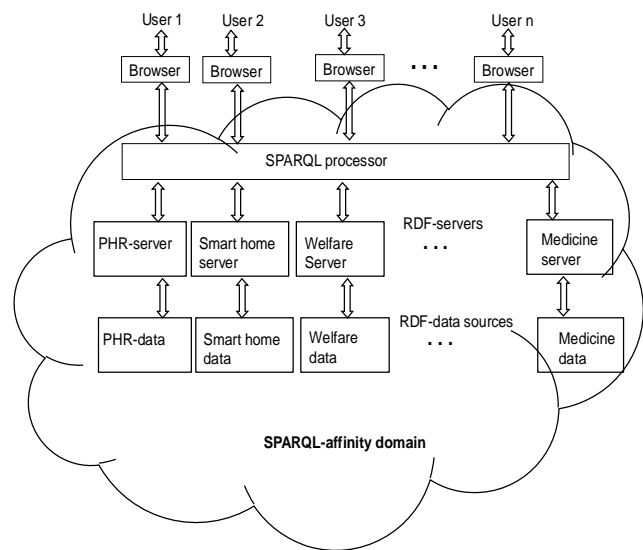 User 1 User 2 User 3 User n
Browser Browser Browser . . . Browser
SPARQL processor
RDF-servers
PHR-server Smart home server Welfare Server . . . Medicine server
RDF-data sources
PHR-data Smart home data Welfare data . . . Medicine data
SPARQL-affinity domain